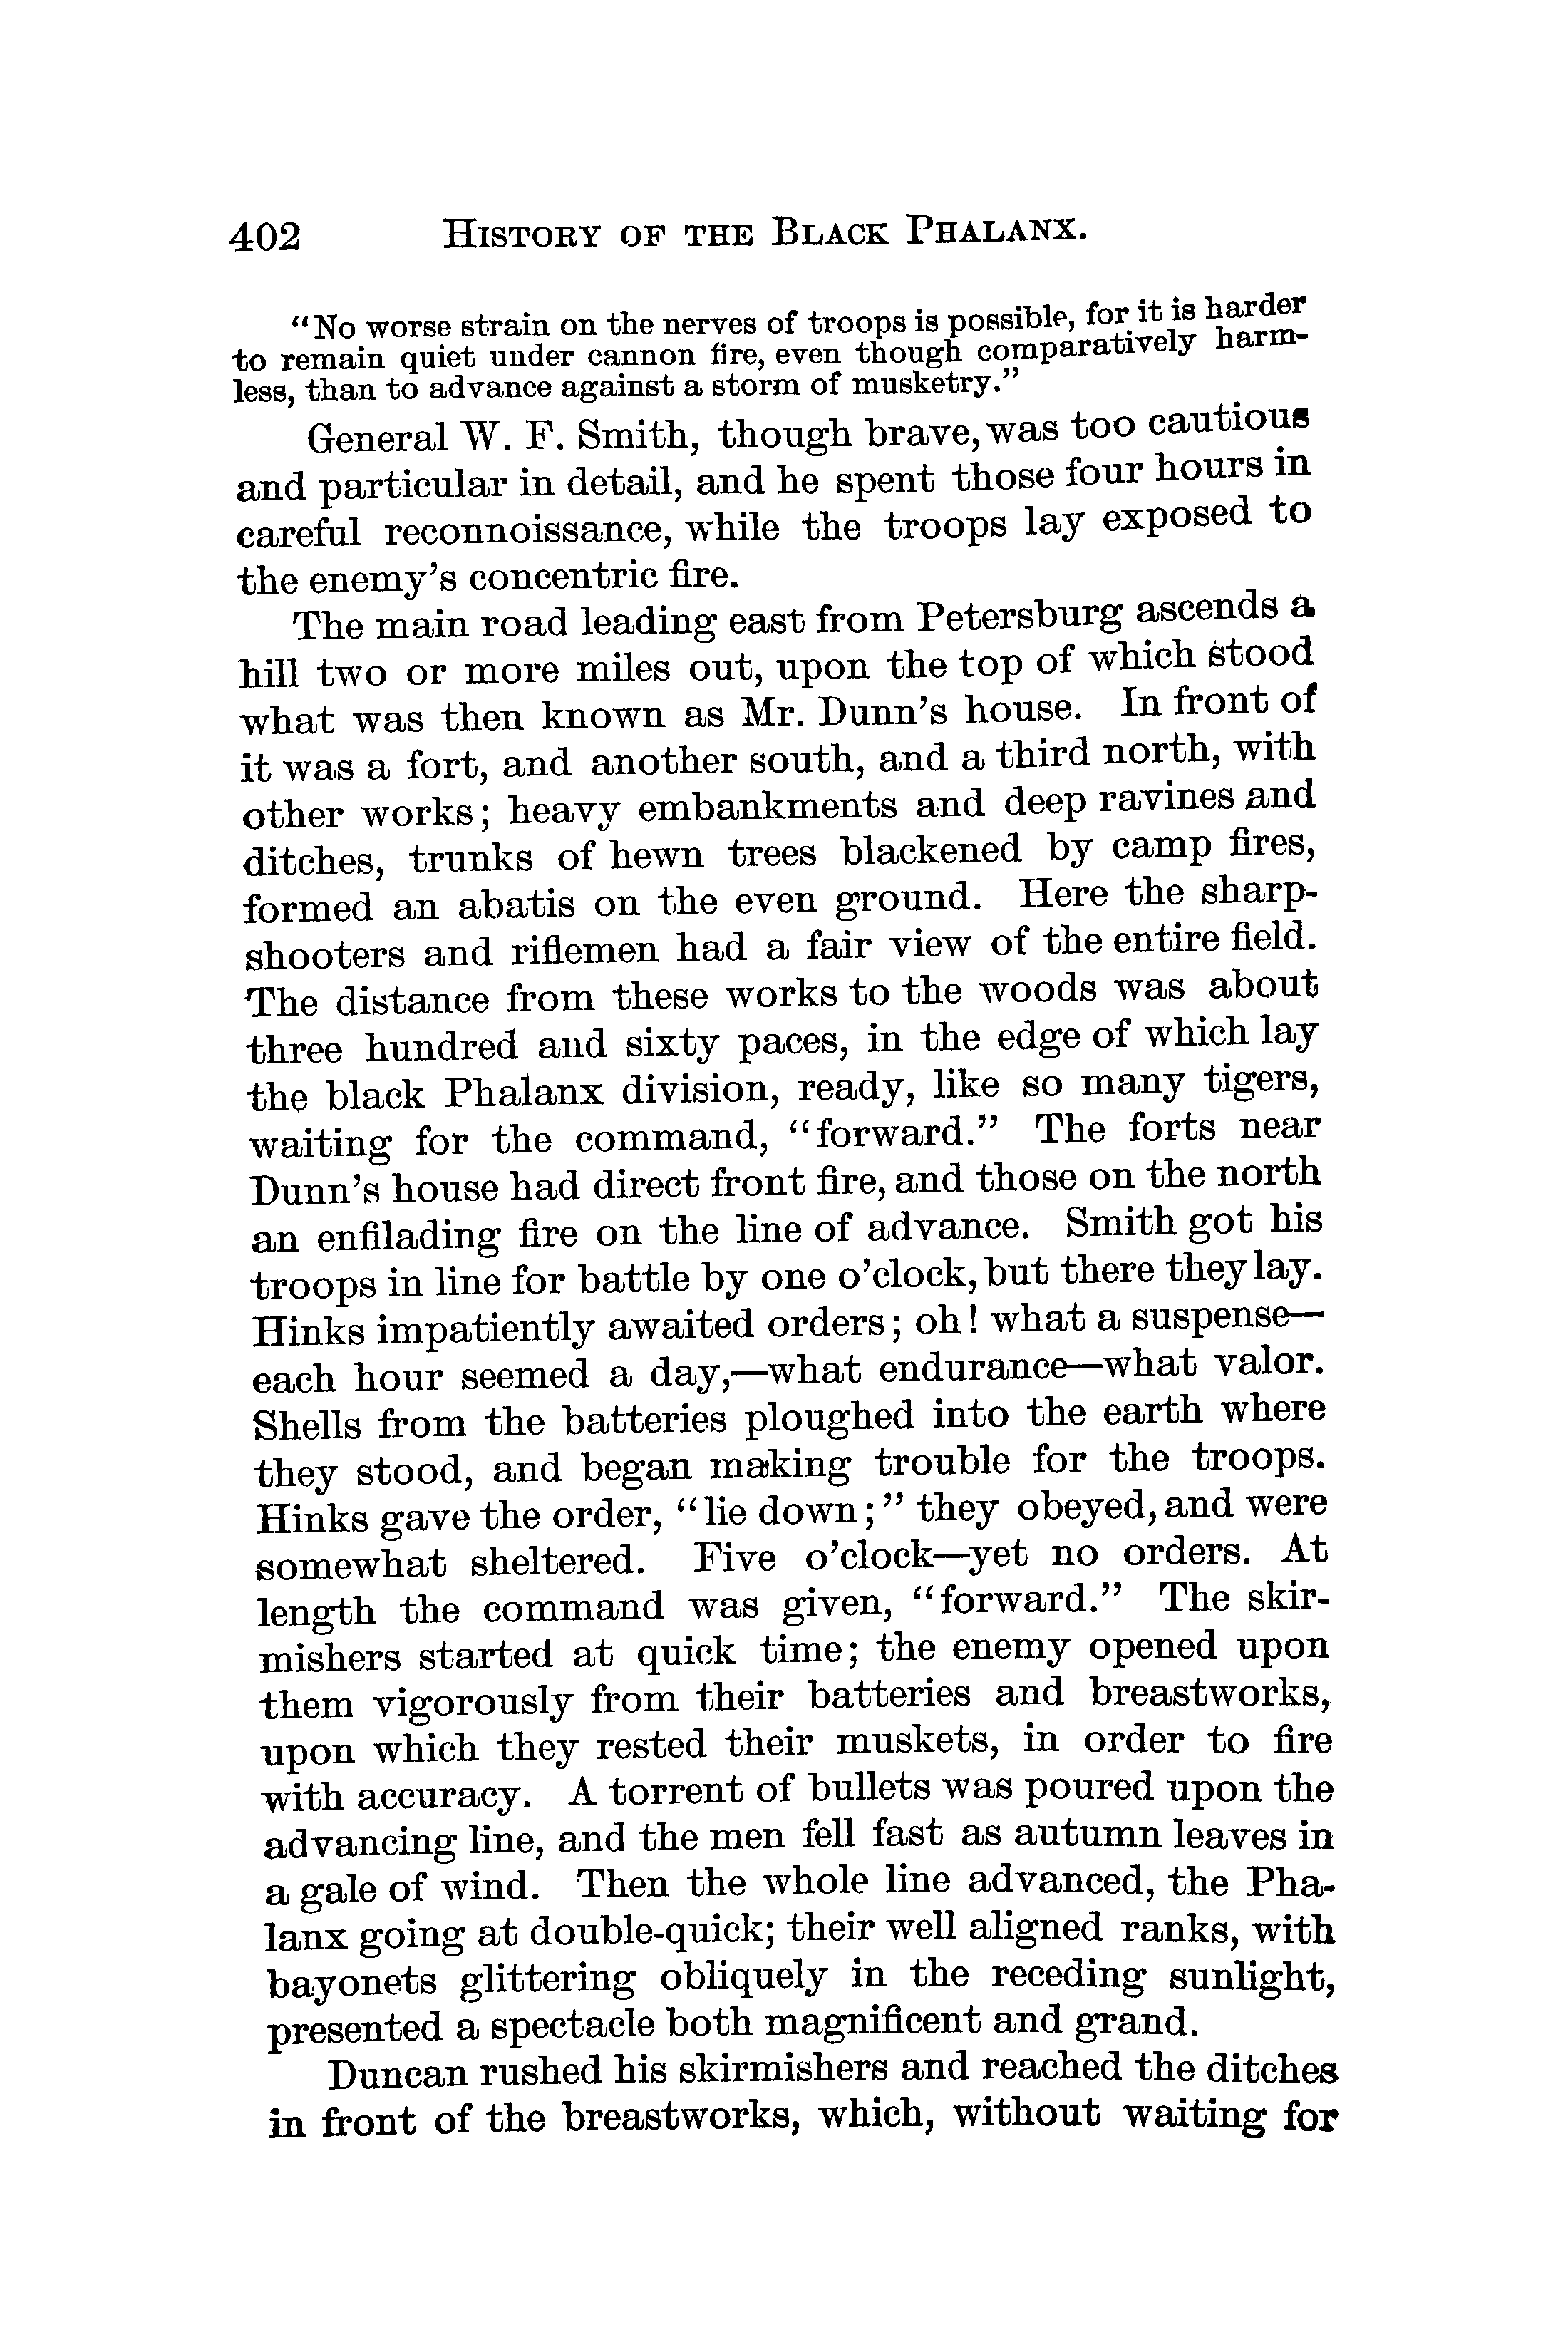 402 HISTORY OF THE BLACK PHALANX.
“No worse strain on the nerves of troops is possible, for it is harder
to remain quiet under cannon fire, even though comparatively harm-
less, than to advance against a storm of musketry.”
General W. F. Smith, though brave, was too cautious
and particular in detail, and he spent those four hours in
careful reconnoissance, while the troops lay exposed to
the enemy’s concentric fire.
The main road leading east from Petersburg ascends a
hill two or more miles out, upon the top of which stood
what was then known as Mr. Dunn’s house. In front of
it was a fort, and another south, and a third north, with
other works; heavy embankments and deep ravines and
ditches, trunks of hewn trees blackened by camp fires,
formed an abatis on the even ground. Here the sharp-
shooters and riflemen had a fair view of the entire field.
The distance from these works to the woods was about
three hundred and sixty paces, in the edge of which lay
the black Phalanx division, ready, like so many tigers,
waiting for the command, “forward.” The forts near
Dunn’s house had direct front fire, and those on the north
an enfilading fire on the line of advance. Smith got his
troops in line for battle by one o’clock, but there they lay.
Hinks impatiently awaited orders; oh! what a suspense—
each hour seemed a day,—what endurance—what valor.
Shells from the batteries ploughed into the earth where
they stood, and began making trouble for the troops.
Hinks gave the order, “lie down;” they obeyed, and were
somewhat sheltered. Five o’clock—yet no orders. At
length the command was given, “forward.” The skir-
mishers started at quick time; the enemy opened upon
them vigorously from their batteries and breastworks,
upon which they rested their muskets, in order to fire
with accuracy. A torrent of bullets was poured upon the
advancing line, and the men fell fast as autumn leaves in
a gale of wind. Then the whole line advanced, the Pha-
lanx going at double-quick; their well aligned ranks, with
bayonets glittering obliquely in the receding sunlight,
presented a spectacle both magnificent and grand.
Duncan rushed his skirmishers and reached the ditches
in front of the breastworks, which, without waiting for